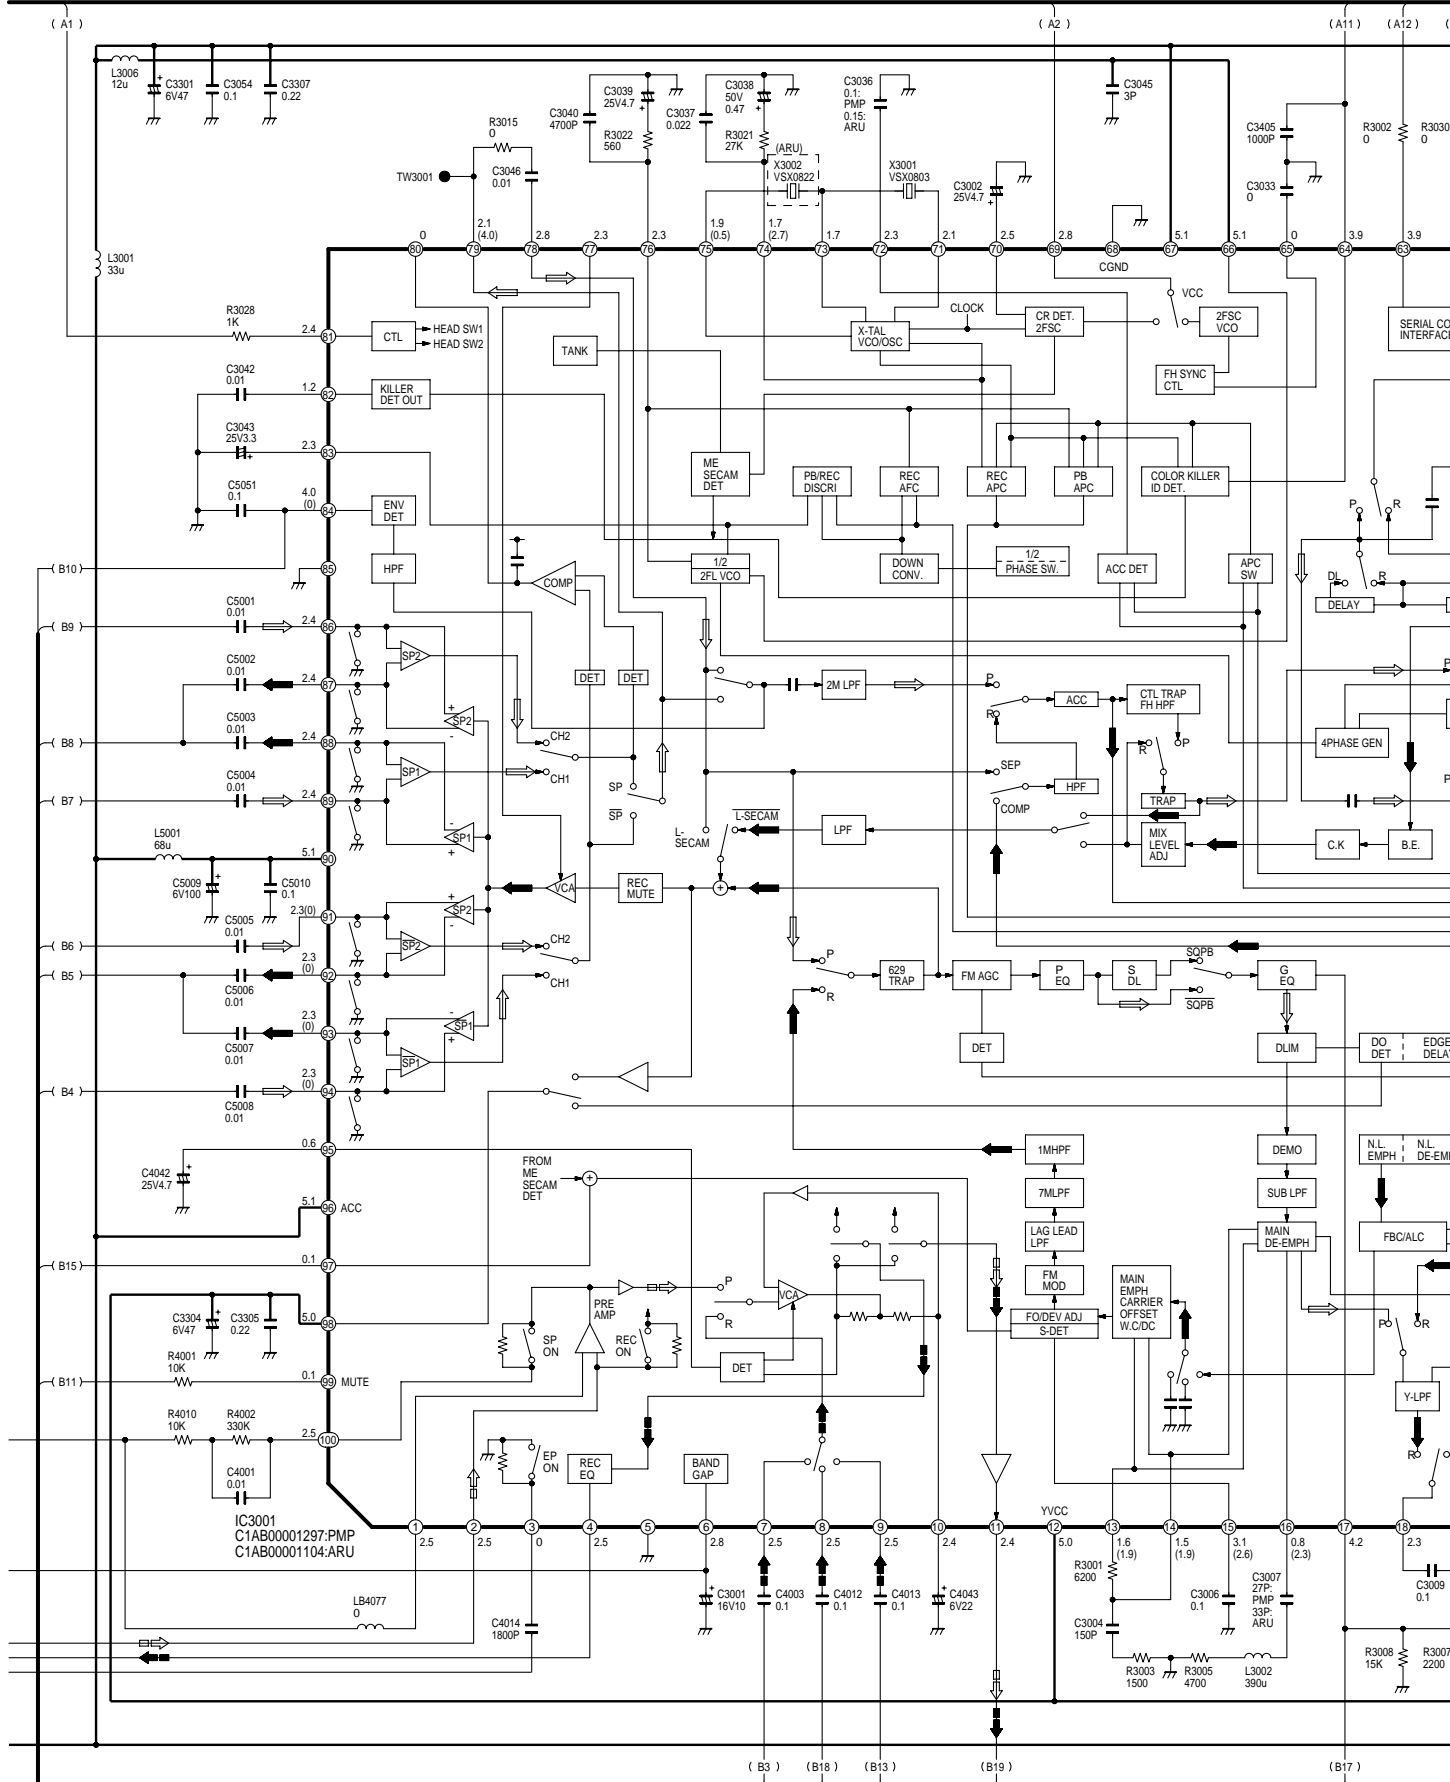 ( A1 )
( A2 )
( A11 )
( A12 )
(
L3006
12u
C3301
6V47
C3054
0.1
C3307
0.22
C3040
4700P
C3039
25V4.7
R3022
560
C3037
0.022
C3038
50V
0.47
R3021
27K
C3036
0.1:
PMP
0.15:
ARU
C3045
3P
C3405
1000P
R3002
0
R3030
0
R3015
0
TW3001
C3046
0.01
(ARU)
X3002
VSX0822
X3001
VSX0803
C3002
25V4.7
C3033
0
0
2.1
(4.0)
2.8
2.3
2.3
1.9
(0.5)
1.7
(2.7)
1.7
2.3
2.1
2.5
2.8
5.1
5.1
0
3.9
3.9
80
79
78
77
76
75
74
73
72
71
70
69
68
67
66
65
64
63
L3001
33u
CGND
R3028
1K
2.4
81
CTL
HEAD SW1
HEAD SW2
TANK
X-TAL
VCO/OSC
CLOCK
CR DET.
2FSC
VCC
2FSC
VCO
SERIAL CO
INTERFACE
C3042
0.01
1.2
82
KILLER
DET OUT
FH SYNC
CTL
C3043
25V3.3
2.3
83
ME
SECAM
DET
PB/REC
DISCRI
REC
AFC
REC
APC
PB
APC
COLOR KILLER
ID DET.
C5051
0.1
4.0
(0)
84
ENV
DET
P
R
( B10 )
85
HPF
COMP
1/2
2FL VCO
DOWN
CONV.
1/2
PHASE SW.
ACC DET
APC
SW
DL
R
DELAY
C5001
0.01
( B9 )
2.4
86
SP2
C5002
0.01
2.4
87
DET
DET
2M LPF
P
R
ACC
CTL TRAP
FH HPF
P
+
SP2
-
C5003
0.01
( B8 )
2.4
88
CH2
CH1
SP1
R
P
4PHASE GEN
SEP
COMP
HPF
P
C5004
0.01
( B7 )
2.4
89
SP
SP
TRAP
-
SP1
+
L-
SECAM
L-SECAM
LPF
MIX
LEVEL
ADJ
C.K
B.E.
L5001
68u
5.1
90
C5009
6V100
C5010
0.1
VCA
REC
MUTE
+
+
SP2
-
C5005
0.01
2.3(0)
91
( B6 )
SP2
CH2
CH1
( B5 )
2.3
(0)
92
C5006
0.01
P
R
629
TRAP
FM AGC
P
EQ
S
DL
SQPB
SQPB
G
EQ
2.3
(0)
93
C5007
0.01
-
SP1
+
SP1
DET
DLIM
DO
DET
EDGE
DELA
( B4 )
2.3
(0)
94
C5008
0.01
0.6
95
C4042
25V4.7
FROM
ME
SECAM
DET
+
1MHPF
DEMO
N.L.
EMPH
N.L.
DE-EM
7MLPF
SUB LPF
5.1
96
ACC
LAG LEAD
LPF
MAIN
DE-EMPH
FBC/ALC
( B15 )
0.1
97
FM
MOD
MAIN
EMPH
CARRIER
OFFSET
W.C/DC
PRE
AMP
P
R
VCA
FO/DEV ADJ
S-DET
C3304
6V47
C3305
0.22
5.0
98
SP
ON
REC
ON
DET
P
R
R4001
10K
( B11 )
0.1
99
MUTE
Y-LPF
R4010
10K
R4002
330K
2.5
100
C4001
0.01
EP
ON
REC
EQ
BAND
GAP
R
IC3001
C1AB00001297:PMP
C1AB00001104:ARU
YVCC
1
2
3
4
5
6
7
8
9
10
11
12
13
14
15
16
17
18
2.5
2.5
0
2.5
2.8
2.5
2.5
2.5
2.4
2.4
5.0
1.6
(1.9)
1.5
(1.9)
3.1
(2.6)
0.8
(2.3)
4.2
2.3
LB4077
0
C4014
1800P
C3001
16V10
C4003
0.1
C4012
0.1
C4013
0.1
C4043
6V22
R3001
6200
C3004
150P
C3006
0.1
C3007
27P:
PMP
33P:
ARU
C3009
0.1
R3003
1500
R3005
4700
L3002
390u
R3008
15K
R3007
2200
( B3 )
(B18)
(B13)
(B19)
(B17)